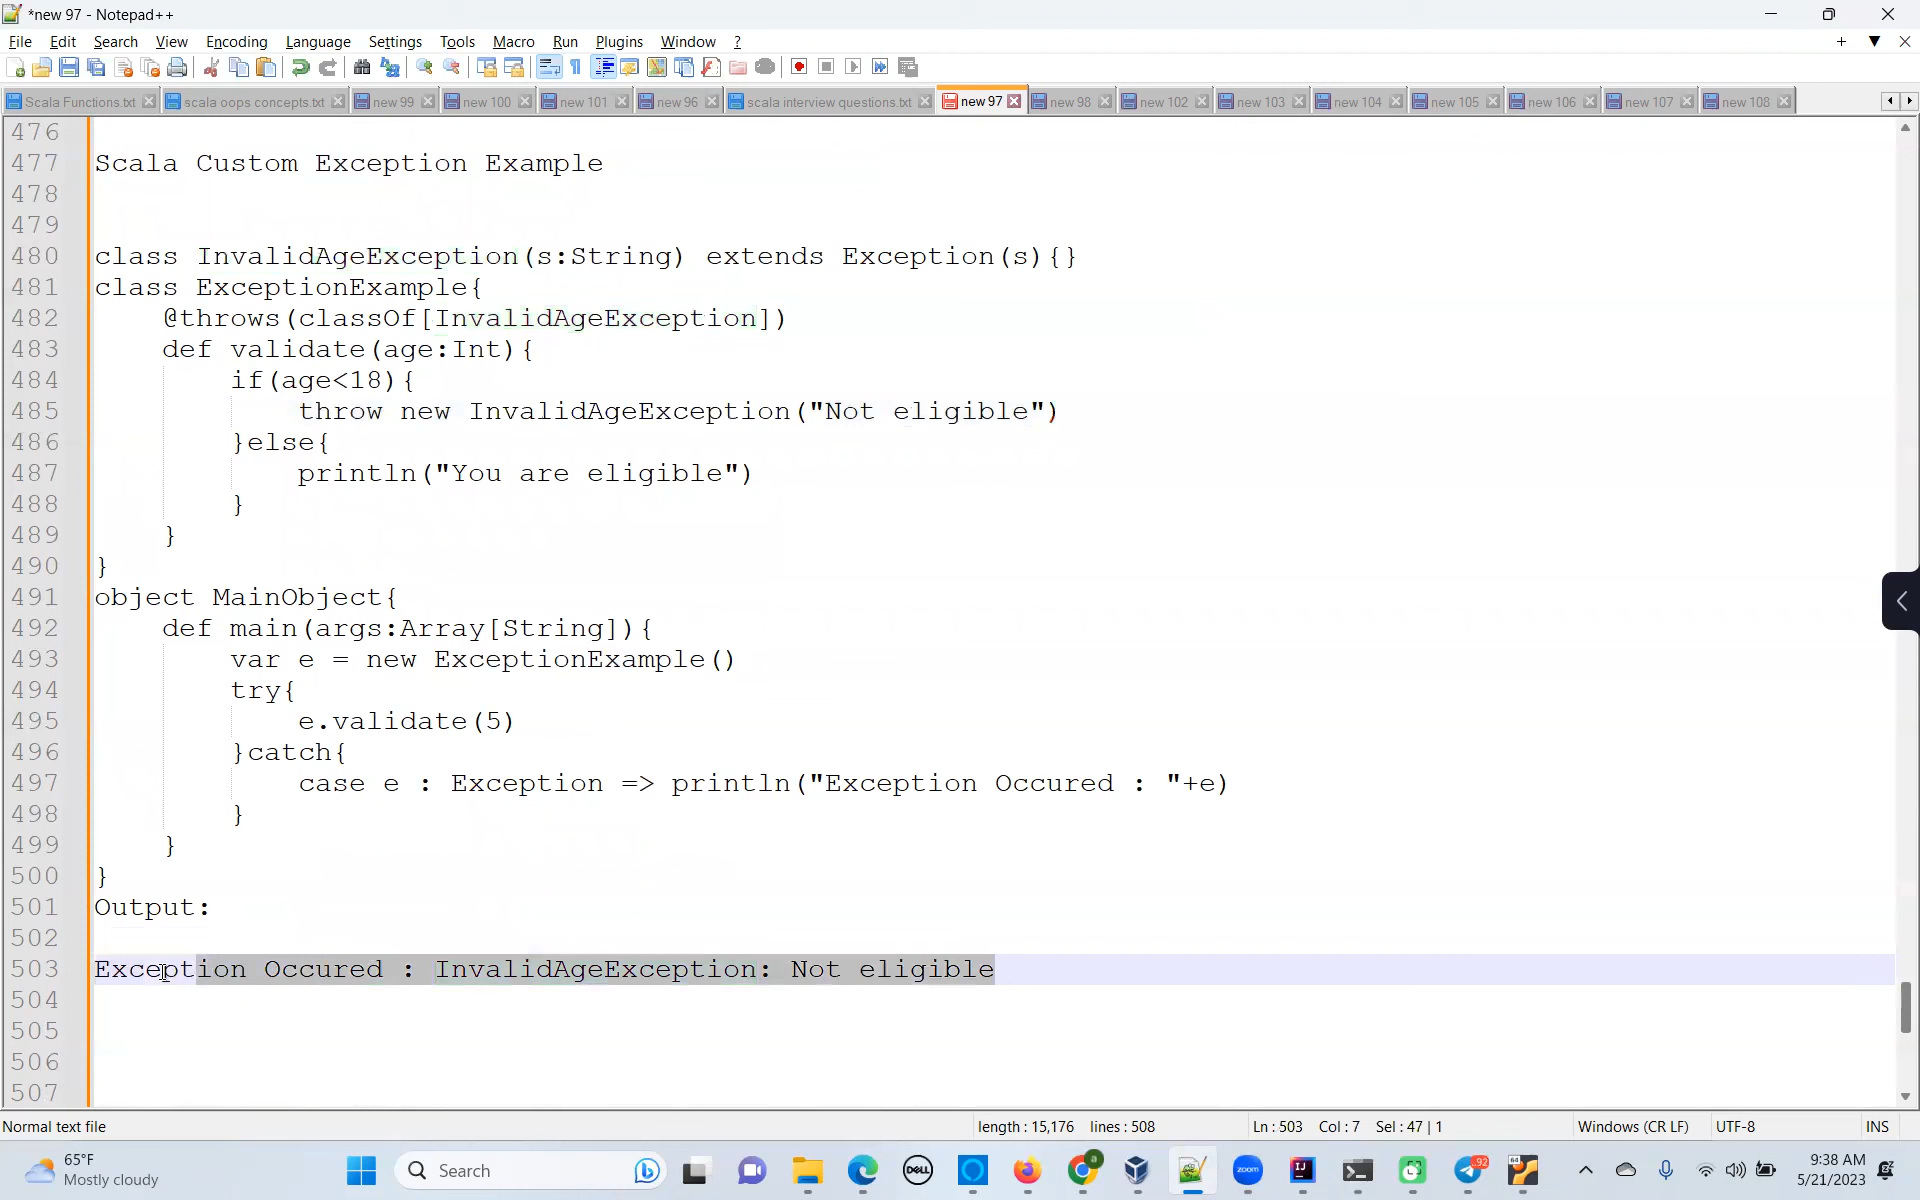 *new 97 - Notepad++
File Edit Search View Encoding Language Settings Tools Macro Run Plugins Window ?
Scala Functions.txt scala oops concepts.txt new 99 new 100 new 101 new 96 scala interview questions.txt new 97 new 98 new 102 new 103 new 104 new 105 new 106 new 107 new 108
476
477 Scala Custom Exception Example
478
479
480 class InvalidAgeException(s:String) extends Exception(s){}
481 class ExceptionExample{
482 @throws(classOf[InvalidAgeException])
483 def validate(age:Int){
484 if(age<18){
485 throw new InvalidAgeException("Not eligible")
486 }else{
487 println("You are eligible")
488 }
489 }
490 }
491 object MainObject{
492 def main(args:Array[String]){
493 var e = new ExceptionExample()
494 try{
495 e.validate(5)
496 }catch{
497 case e : Exception => println("Exception Occured : "+e)
498 }
499 }
500 }
501 Output:
502
503 Exception Occured : InvalidAgeException: Not eligible
504
505
506
507
Normal text file length : 15,176 lines : 508 Ln : 503 Col : 7 Sel : 47 | 1 Windows (CR LF) UTF-8 INS
65°F
Mostly cloudy
Search
DELL
zoom
IJ
92
64
9:38 AM
5/21/2023